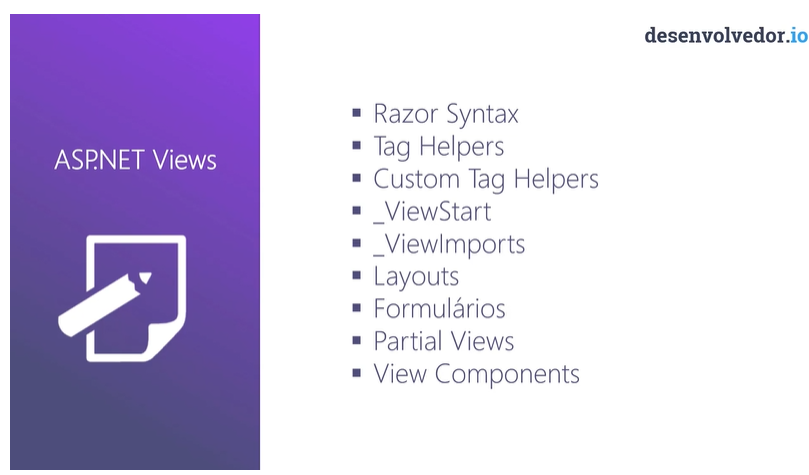 desenvolvedor.io
ASP.NET Views
▪ Razor Syntax
▪ Tag Helpers
▪ Custom Tag Helpers
▪ _ViewStart
▪ _ViewImports
▪ Layouts
▪ Formulários
▪ Partial Views
▪ View Components